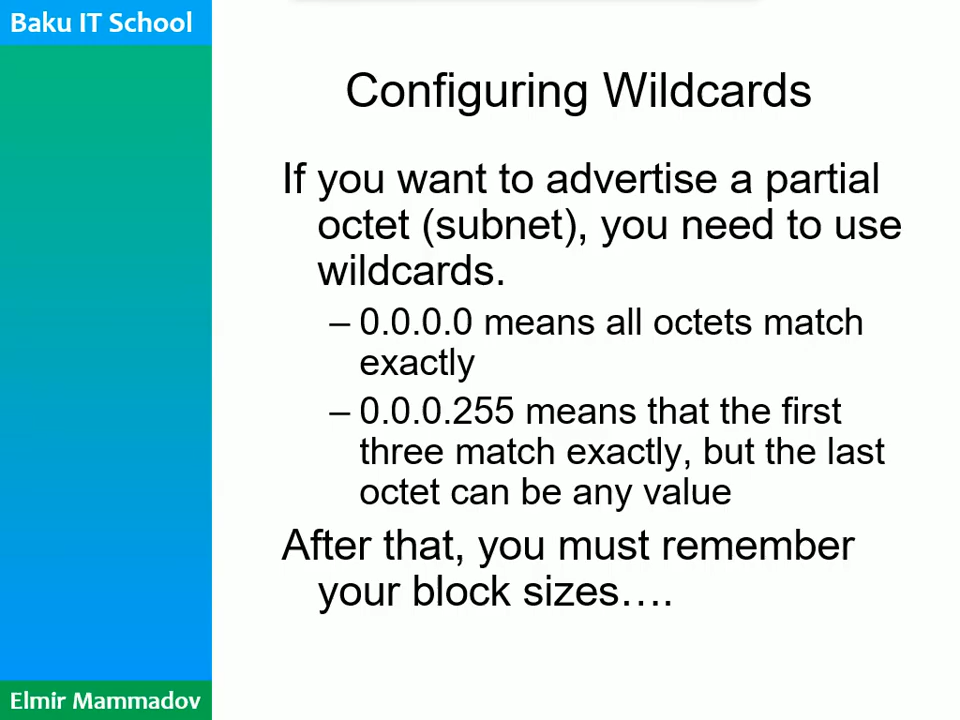 Baku IT School
Configuring Wildcards
If you want to advertise a partial
octet (subnet), you need to use
wildcards.
– 0.0.0.0 means all octets match
exactly
– 0.0.0.255 means that the first
three match exactly, but the last
octet can be any value
After that, you must remember
your block sizes….
Elmir Mammadov